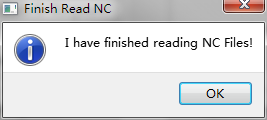 Finish Read NC
I have finished reading NC Files!
OK